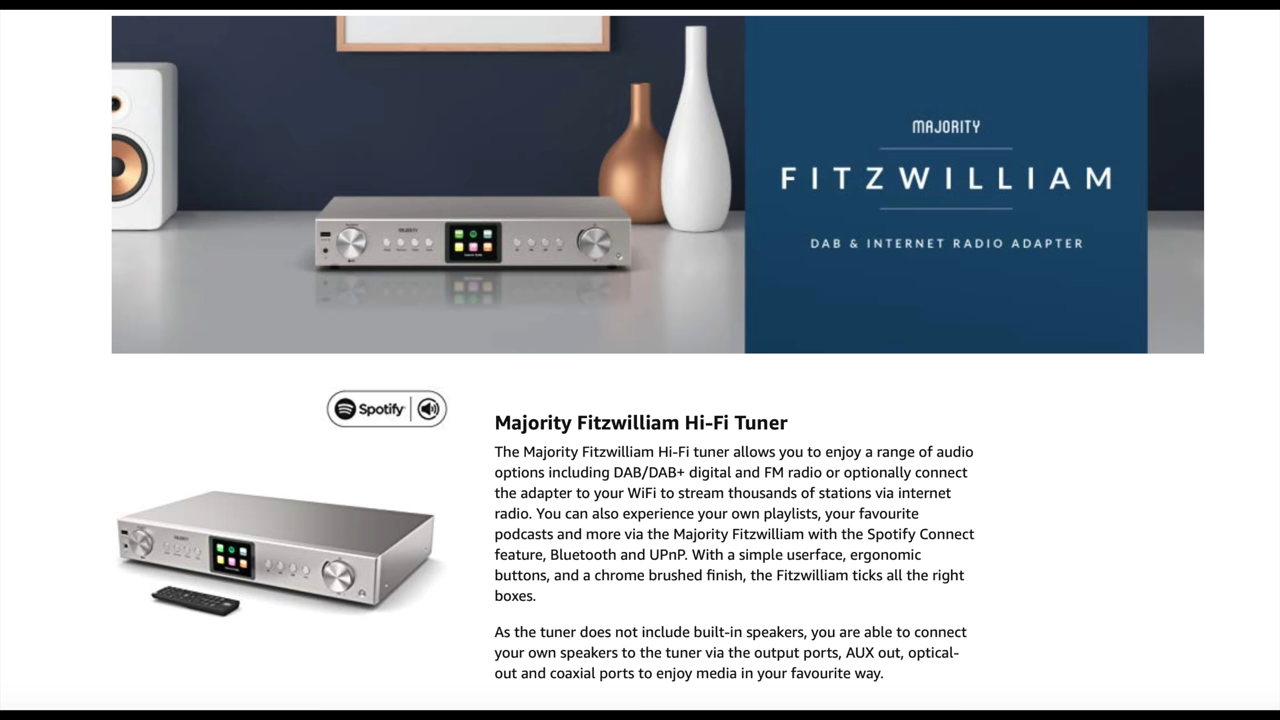 MAJORITY
FITZWILLIAM
DAB & INTERNET RADIO ADAPTER
MAJORITY
Spotify
Majority Fitzwilliam Hi-Fi Tuner
The Majority Fitzwilliam Hi-Fi tuner allows you to enjoy a range of audio
options including DAB/DAB+ digital and FM radio or optionally connect
the adapter to your WiFi to stream thousands of stations via internet
radio. You can also experience your own playlists, your favourite
podcasts and more via the Majority Fitzwilliam with the Spotify Connect
feature, Bluetooth and UPnP. With a simple userface, ergonomic
buttons, and a chrome brushed finish, the Fitzwilliam ticks all the right
boxes.
As the tuner does not include built-in speakers, you are able to connect
your own speakers to the tuner via the output ports, AUX out, optical-
out and coaxial ports to enjoy media in your favourite way.